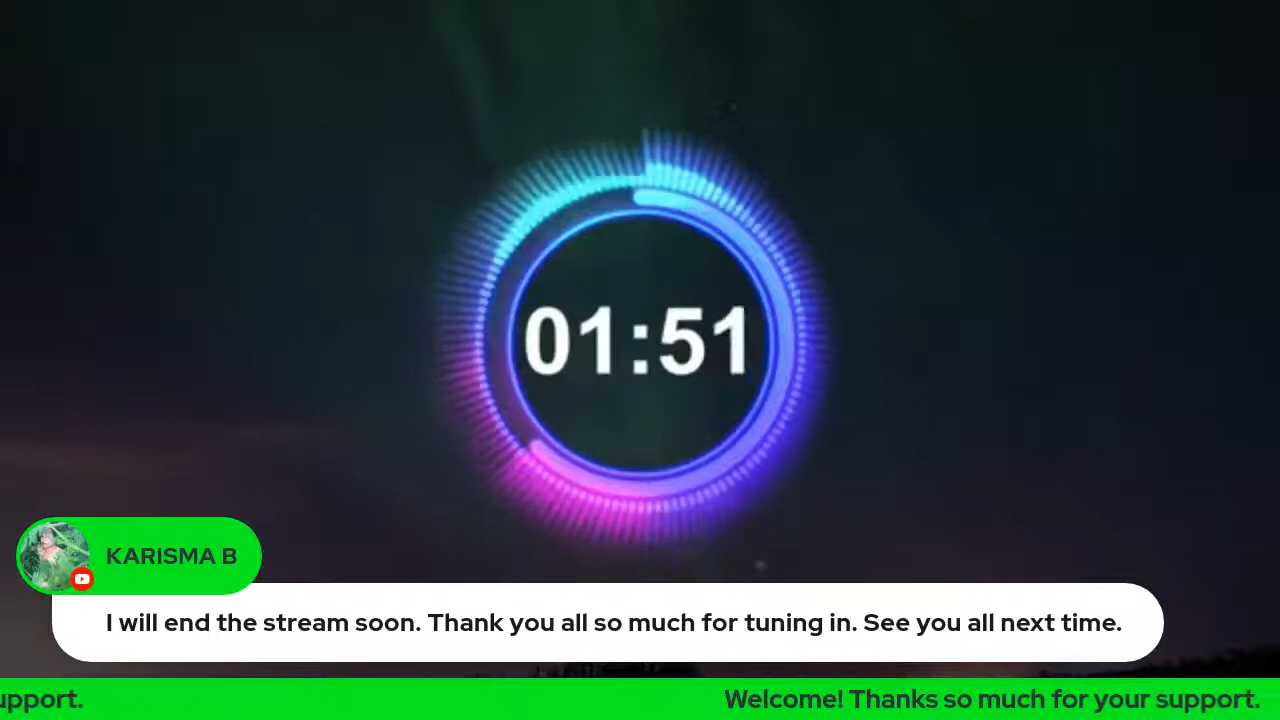 01:51
KARISMA B
I will end the stream soon. Thank you all so much for tuning in. See you all next time.
upport. Welcome! Thanks so much for your support.